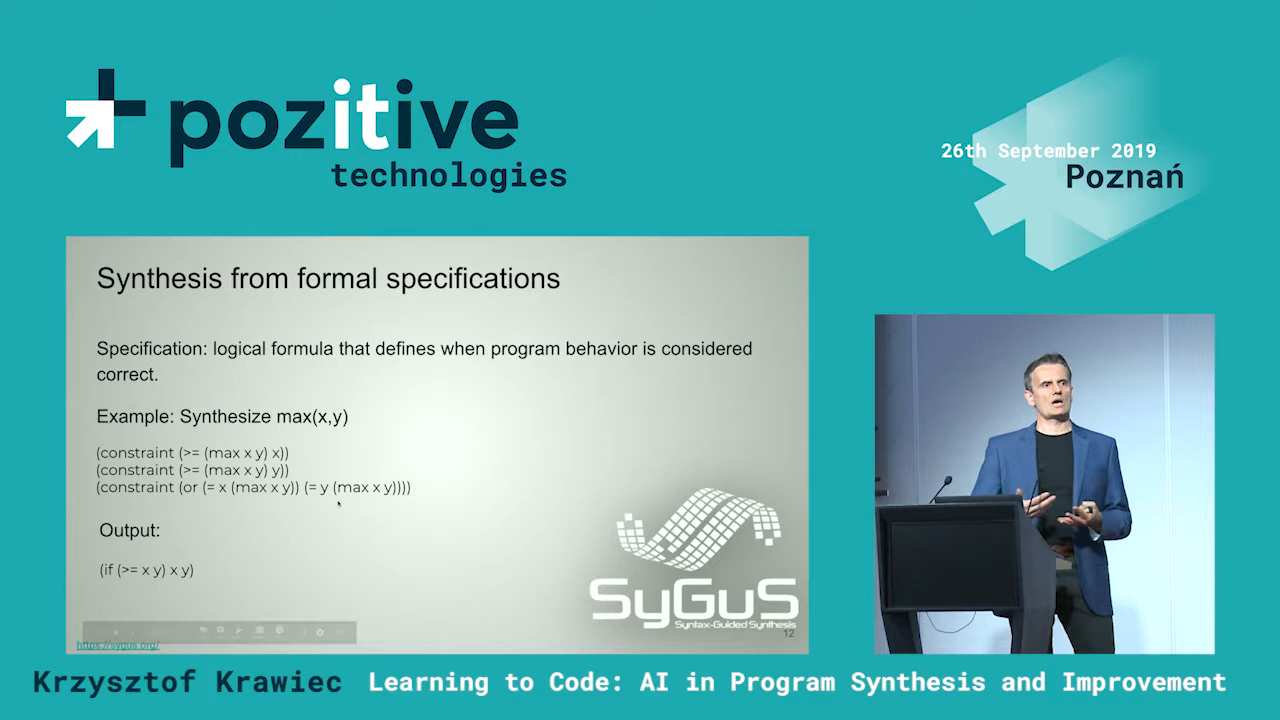 pozitive
technologies
26th September 2019
Poznań
Synthesis from formal specifications
Specification: logical formula that defines when program behavior is considered
correct.
Example: Synthesize max(x,y)
(constraint (>= (max x y) x))
(constraint (>= (max x y) y))
(constraint (or (= x (max x y)) (= y (max x y))))
Output:
(if (>= x y) x y)
SyGuS
Syntax-Guided Synthesis
12
https://sygus.org/
Krzysztof Krawiec
Learning to Code: AI in Program Synthesis and Improvement